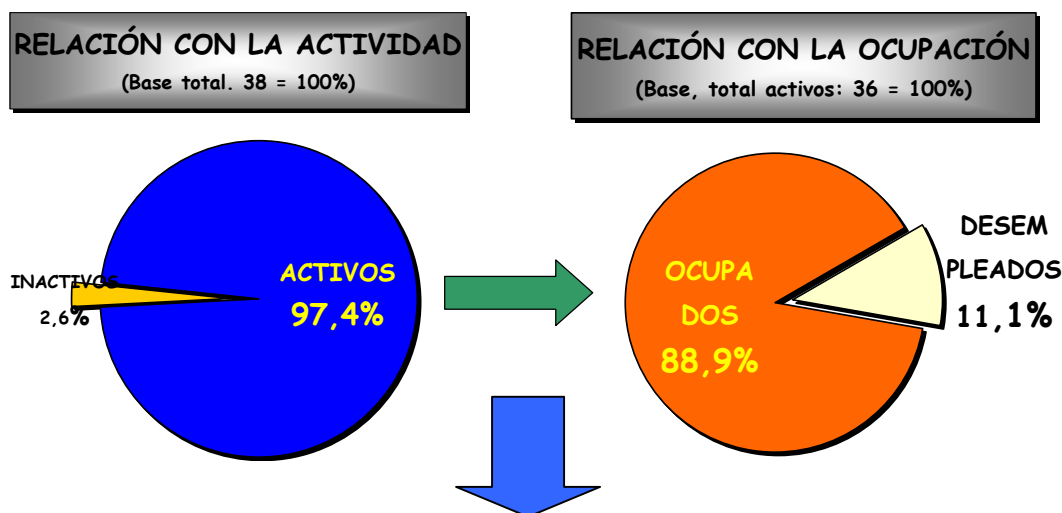 RELACIÓN CON LA ACTIVIDAD
(Base total. 38 = 100%)
RELACIÓN CON LA OCUPACIÓN
(Base, total activos: 36 = 100%)
INACTIVOS
2,6%
ACTIVOS
97,4%
OCUPA
DOS
88,9%
DESEM
PLEADOS
11,1%